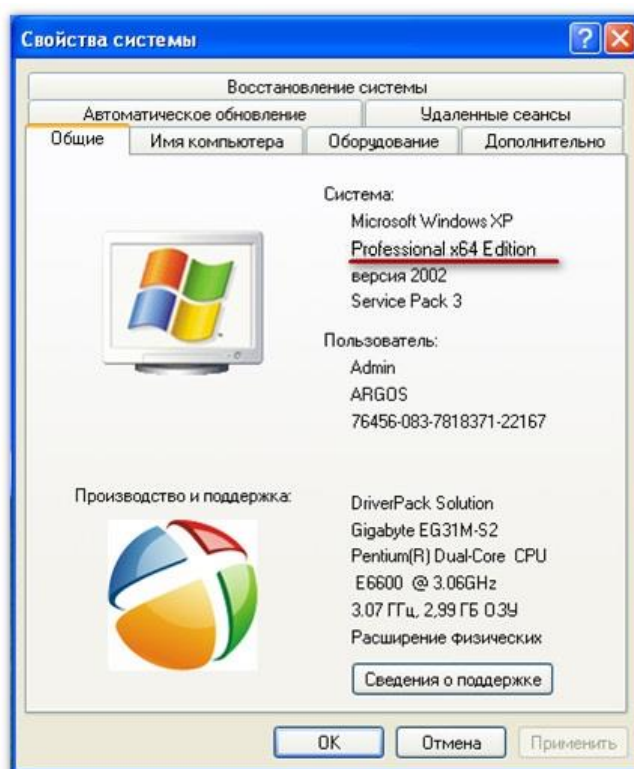 Свойства системы
Восстановление системы
Автоматическое обновление
Удаленные сеансы
Общие
Имя компьютера
Оборудование
Дополнительно
Система:
Microsoft Windows XP
Professional x64 Edition
версия 2002
Service Pack 3
Пользователь:
Admin
ARGOS
76456-083-7818371-22167
Производство и поддержка:
DriverPack Solution
Gigabyte EG31M-S2
Pentium(R) Dual-Core CPU
E6600 @ 3.06GHz
3.07 ГГц, 2,99 ГБ ОЗУ
Расширение физических
Сведения о поддержке
ОК
Отмена
Применить